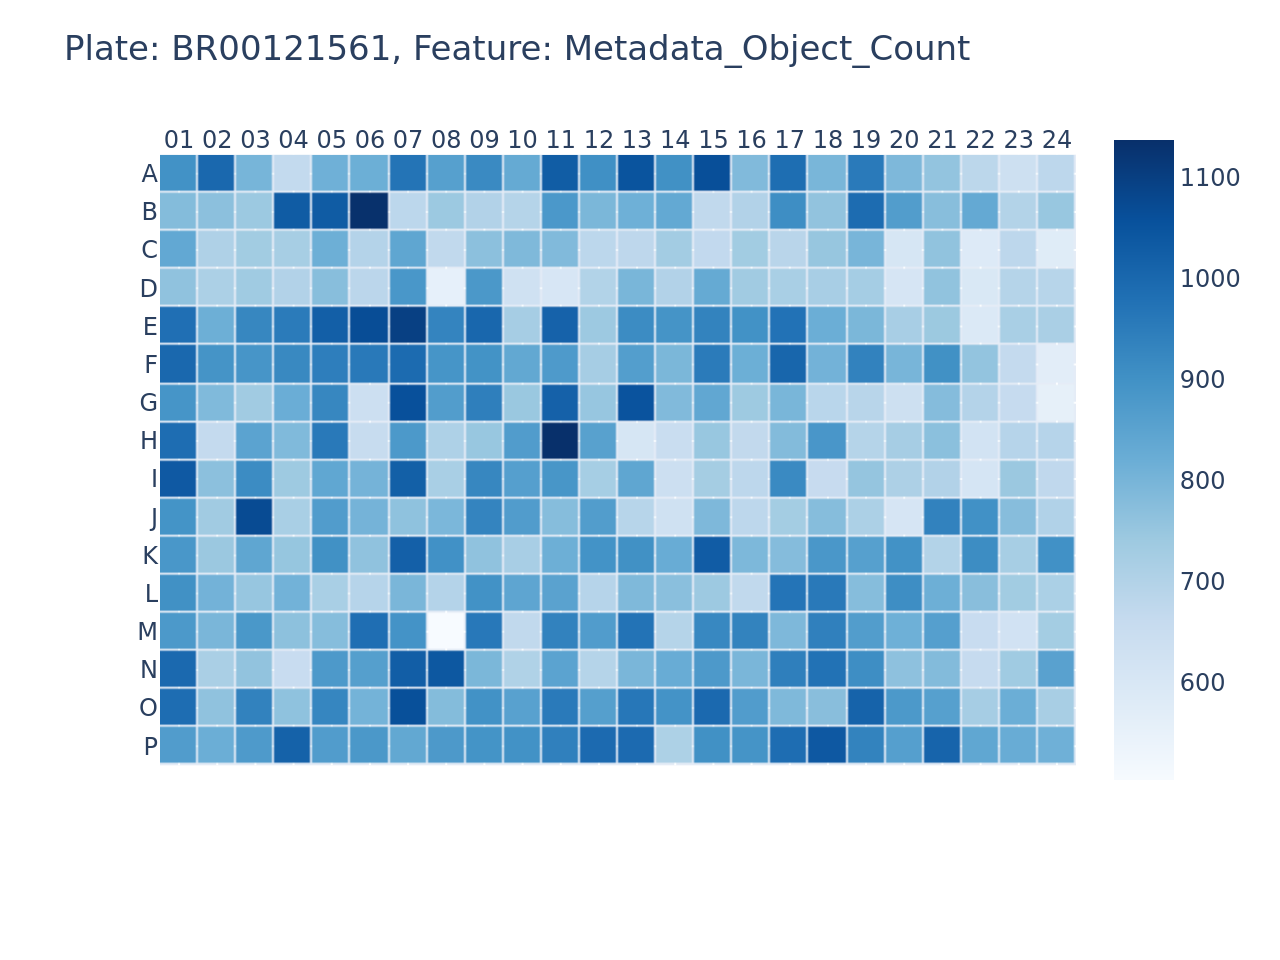 Plate: BR00121561, Feature: Metadata_Object_Count
01 02 03 04 05 06 07 08 09 10 11 12 13 14 15 16 17 18 19 20 21 22 23 24
A
B
C
D
E
F
G
H
I
J
K
L
M
N
O
P
1100
1000
900
800
700
600